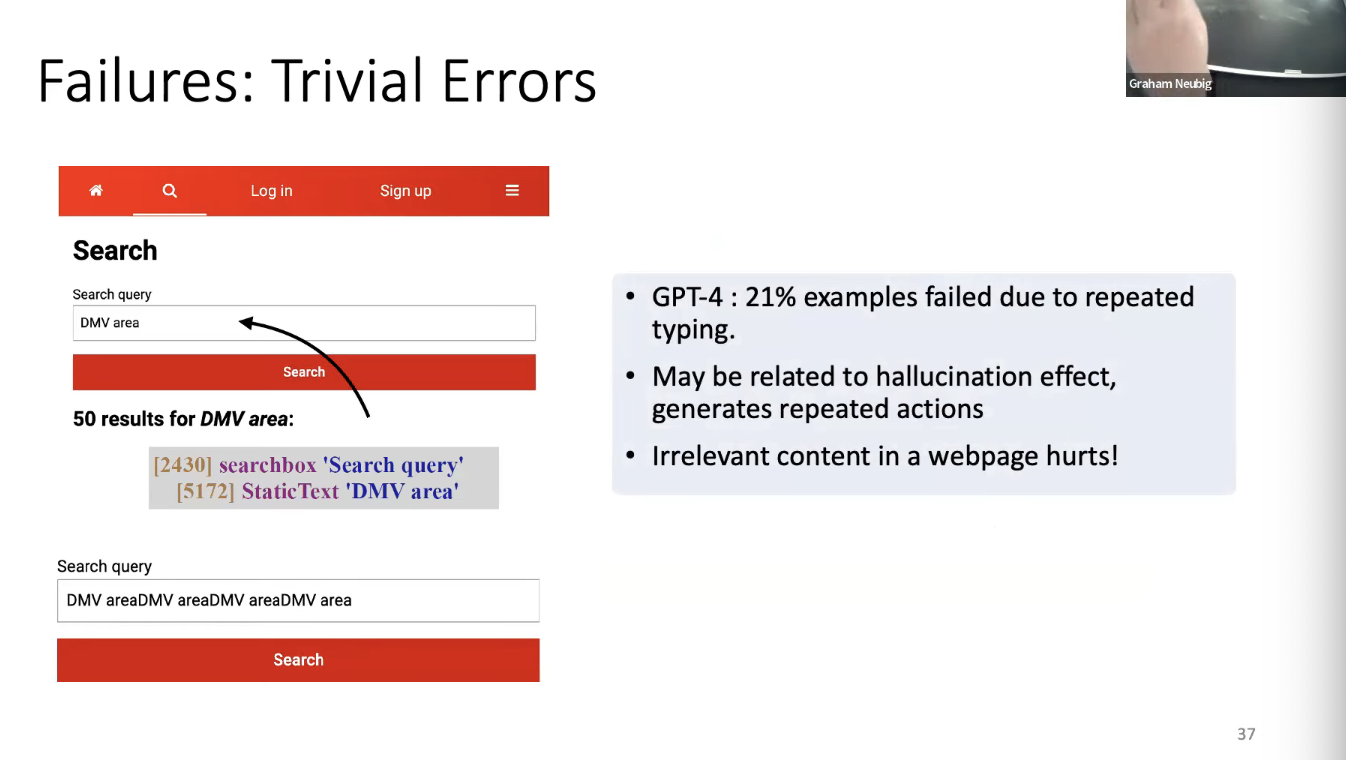 Failures: Trivial Errors
Graham Neubig
Log in
Sign up
Search
Search query
DMV area
Search
50 results for DMV area:
[2430] searchbox 'Search query'
[5172] StaticText 'DMV area'
Search query
DMV areaDMV areaDMV areaDMV area
Search
• GPT-4 : 21% examples failed due to repeated
typing.
• May be related to hallucination effect,
generates repeated actions
• Irrelevant content in a webpage hurts!
37